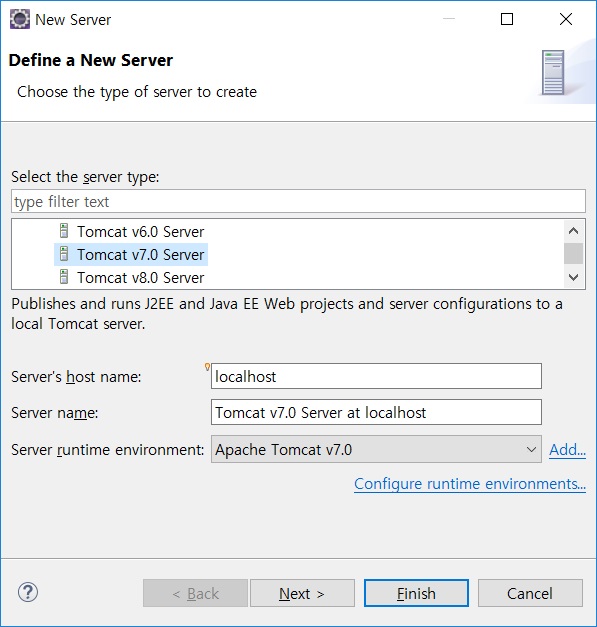 New Server
Define a New Server
Choose the type of server to create
Select the server type:
type filter text
Tomcat v6.0 Server
Tomcat v7.0 Server
Tomcat v8.0 Server
Publishes and runs J2EE and Java EE Web projects and server configurations to a
local Tomcat server.
Server's host name: localhost
Server name: Tomcat v7.0 Server at localhost
Server runtime environment: Apache Tomcat v7.0 Add...
Configure runtime environments...
? < Back Next > Finish Cancel